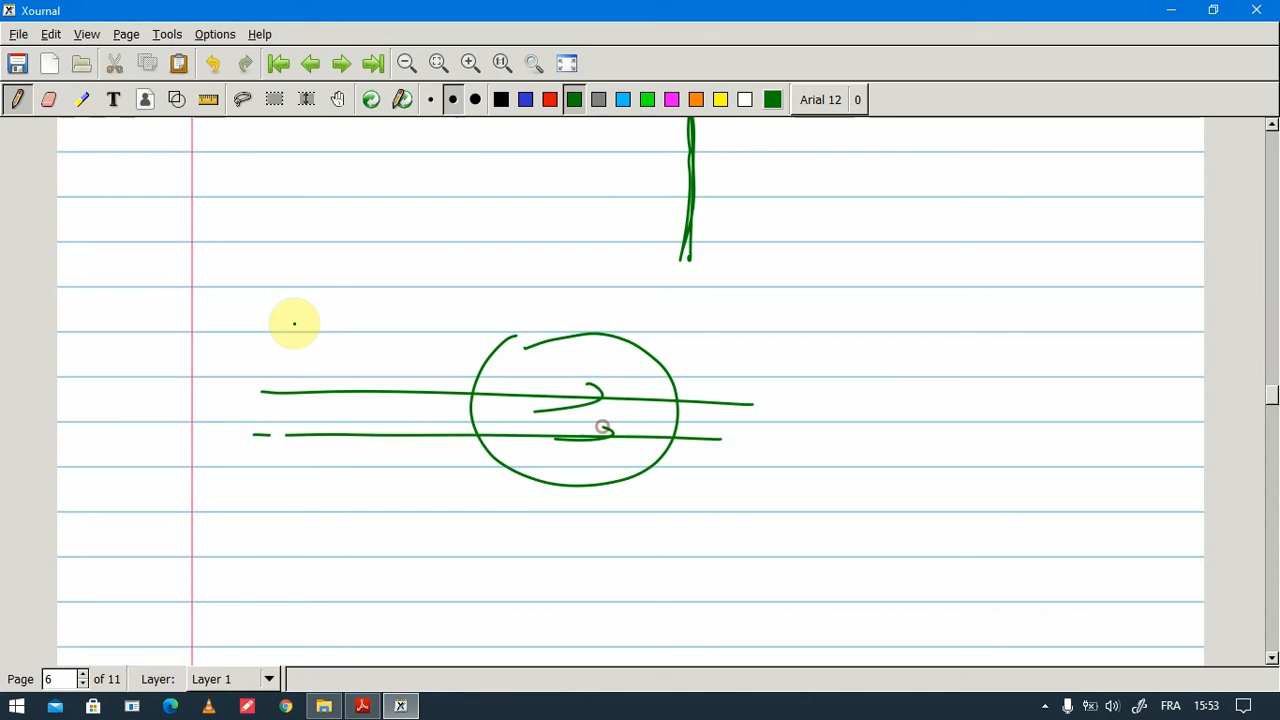 Xournal
File Edit View Page Tools Options Help
T Arial 12 0
Page 6 of 11 Layer: Layer 1
FRA 15:53